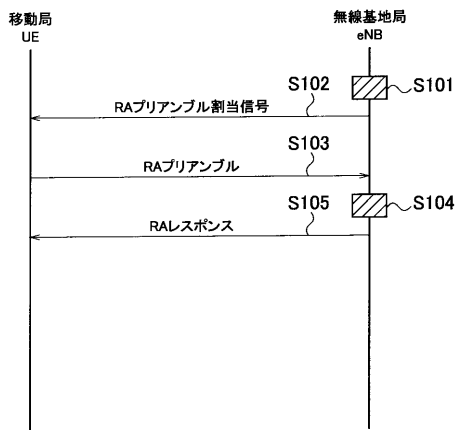 移動局
UE
無線基地局
eNB
S101
S102
RAプリアンブル割当信号
S103
RAプリアンブル
S104
S105
RAレスポンス